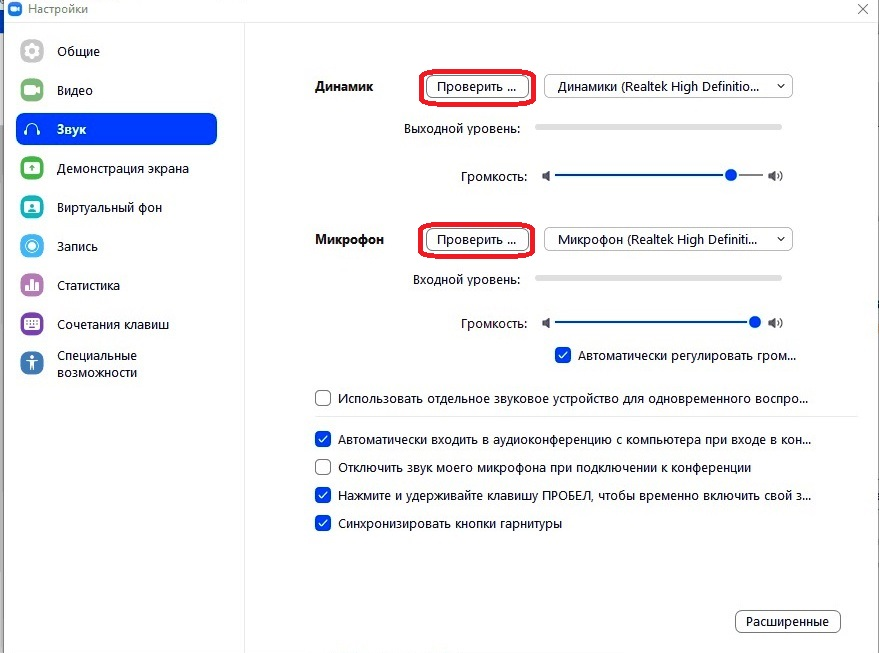 Настройки
Общие
Видео
Звук
Демонстрация экрана
Виртуальный фон
Запись
Статистика
Сочетания клавиш
Специальные
возможности
Динамик
Проверить ...
Динамики (Realtek High Definitio...
Выходной уровень:
Громкость:
Микрофон
Проверить ...
Микрофон (Realtek High Definiti...
Входной уровень:
Громкость:
Автоматически регулировать гром...
Использовать отдельное звуковое устройство для одновременного воспро...
Автоматически входить в аудиоконференцию с компьютера при входе в кон...
Отключить звук моего микрофона при подключении к конференции
Нажмите и удерживайте клавишу ПРОБЕЛ, чтобы временно включить свой з...
Синхронизировать кнопки гарнитуры
Расширенные